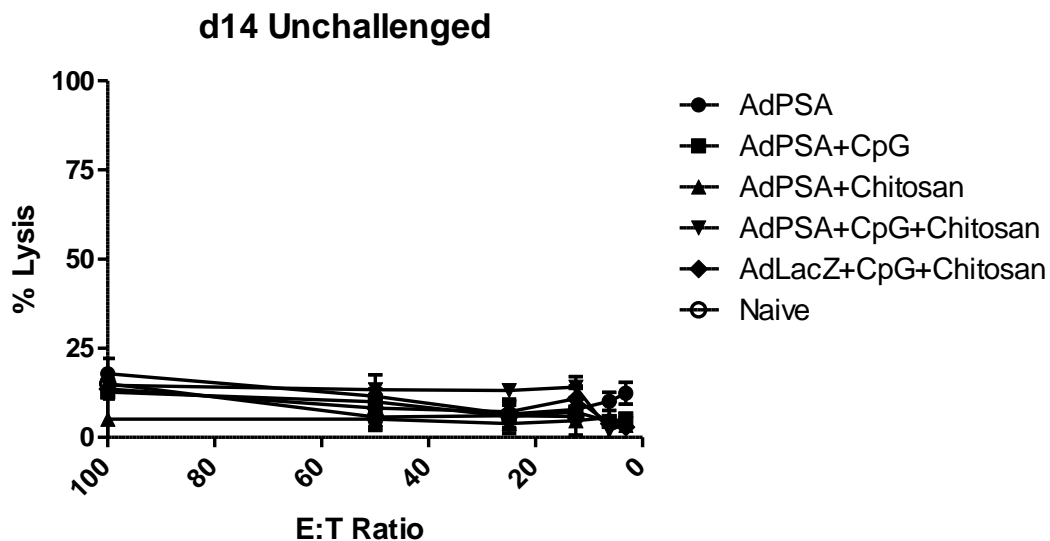 d14 Unchallenged
100
75
50
25
0
% Lysis
100
80
60
40
20
0
E:T Ratio
AdPSA
AdPSA+CpG
AdPSA+Chitosan
AdPSA+CpG+Chitosan
AdLacZ+CpG+Chitosan
Naive